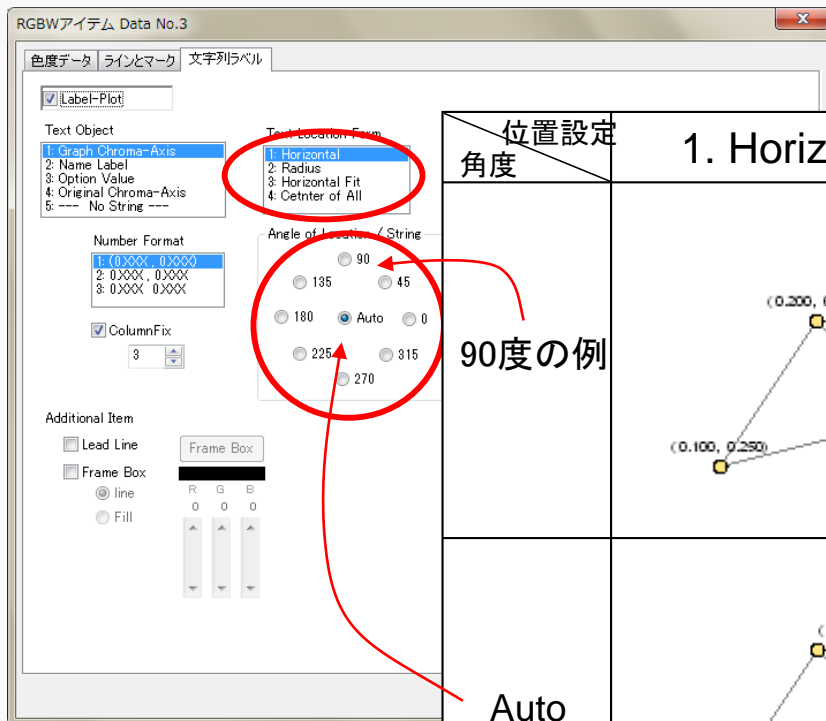 RGBWアイテム Data No.3
x
色度データ ラインとマーク 文字列ラベル
Label-Plot
Text Object
1: Graph Chroma-Axis
2: Name Label
3: Option Value
4: Original Chroma-Axis
5: --- No String ---
Text Location Form
1: Horizontal
2: Radius
3: Horizontal Fit
4: Cetnter of All
Number Format
1: (0.XXX , 0.XXX)
2: 0.XXX , 0.XXX
3: 0.XXX 0.XXX
ColumnFix
3
Angle of Location / String
90
135 45
180 Auto 0
225 315
270
Additional Item
Lead Line
Frame Box
Frame Box
line
Fill
R G B
0 0 0
位置設定
角度
1. Horiz
90度の例
(0.200,
(0.100, 0.250)
Auto
(